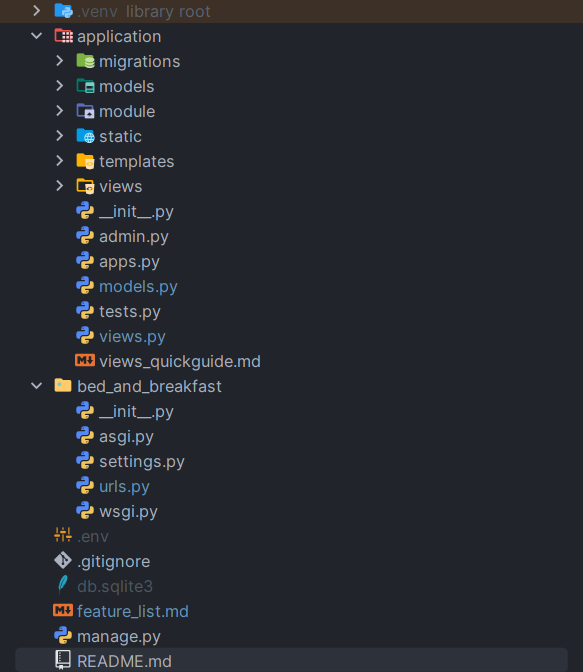 .venv library root
application
migrations
models
module
static
templates
views
__init__.py
admin.py
apps.py
models.py
tests.py
views.py
views_quickguide.md
bed_and_breakfast
__init__.py
asgi.py
settings.py
urls.py
wsgi.py
.env
.gitignore
db.sqlite3
feature_list.md
manage.py
README.md